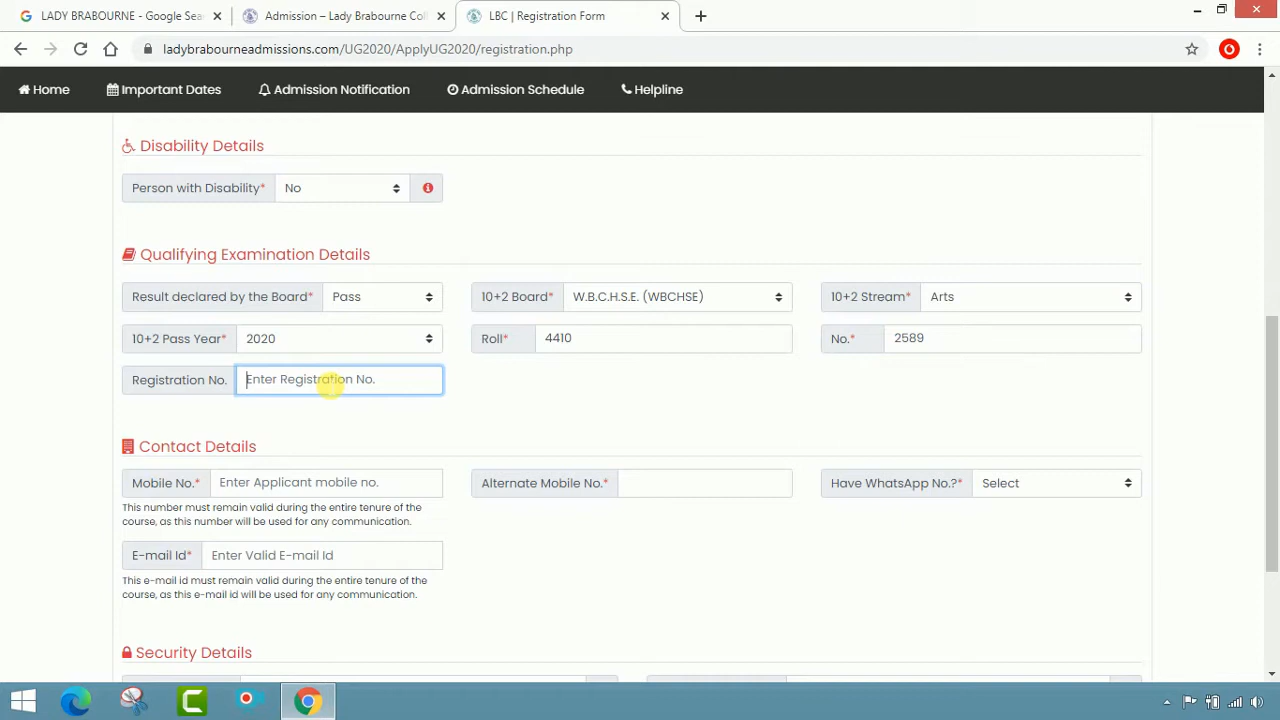 LADY BRABOURNE - Google Sea
Admission – Lady Brabourne Coll
LBC | Registration Form
ladybrabourneadmissions.com/UG2020/ApplyUG2020/registration.php
Home
Important Dates
Admission Notification
Admission Schedule
Helpline
Disability Details
Person with Disability* No
Qualifying Examination Details
Result declared by the Board* Pass
10+2 Board* W.B.C.H.S.E. (WBCHSE)
10+2 Stream* Arts
10+2 Pass Year* 2020
Roll* 4410
No.* 2589
Registration No. Enter Registration No.
Contact Details
Mobile No.* Enter Applicant mobile no.
Alternate Mobile No.*
Have WhatsApp No.?* Select
This number must remain valid during the entire tenure of the
course, as this number will be used for any communication.
E-mail Id* Enter Valid E-mail Id
This e-mail id must remain valid during the entire tenure of the
course, as this e-mail id will be used for any communication.
Security Details